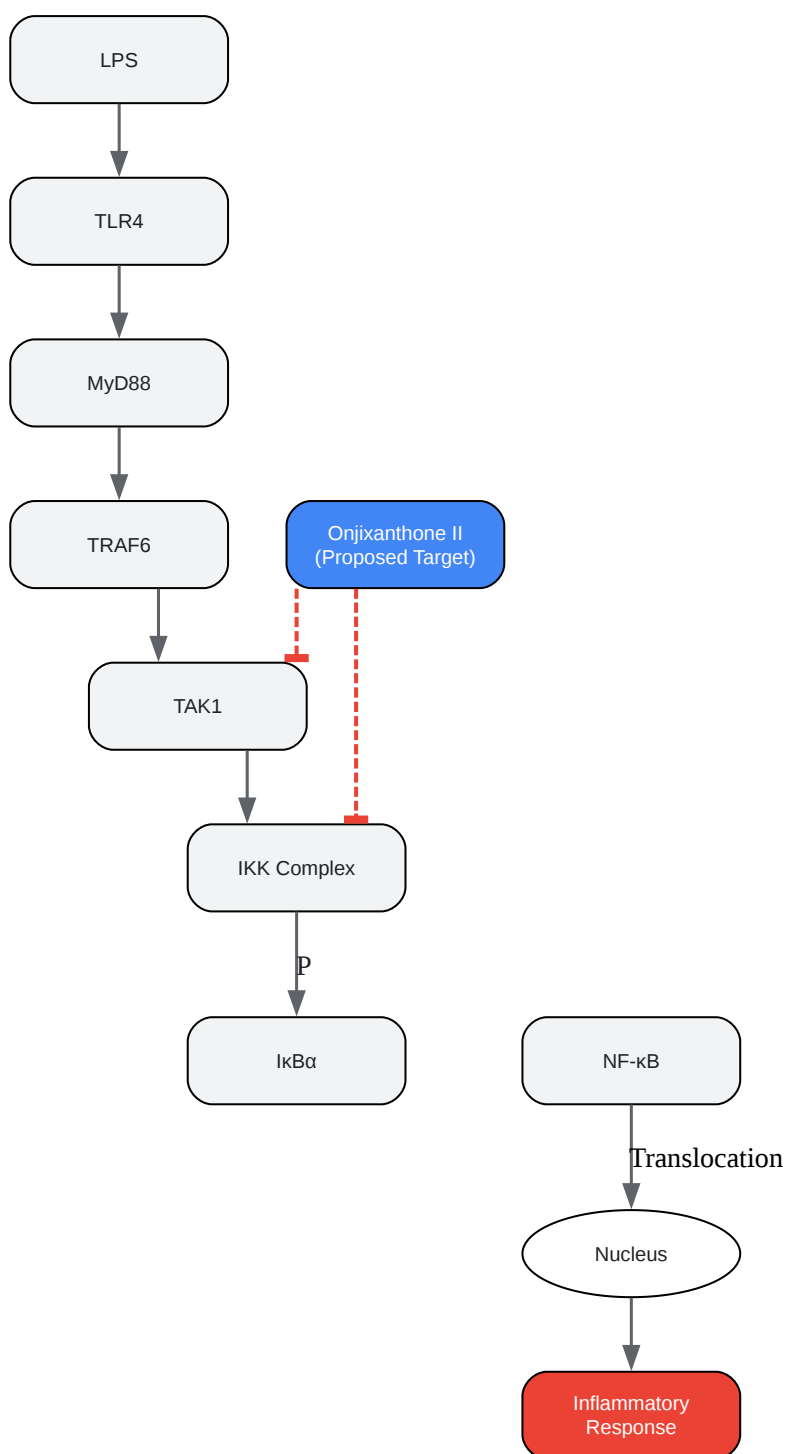 LPS
TLR4
MyD88
TRAF6
Onjixanthone II
(Proposed Target)
TAK1
IKK Complex
P
IκBα
NF-κB
Translocation
Nucleus
Inflammatory
Response